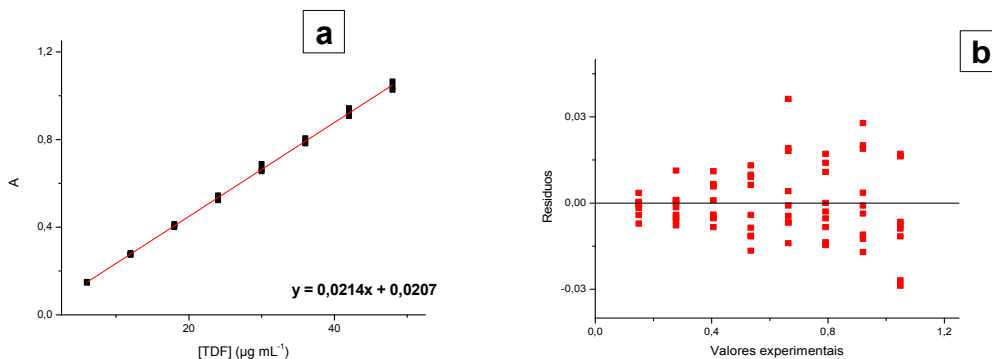 a
1,2
0,8
0,4
0,0
A
y = 0,0214x + 0,0207
20
40
[TDF] (µg mL⁻¹)
b
0,03
0,00
-0,03
Residuos
0,0
0,4
0,8
1,2
Valores experimentais